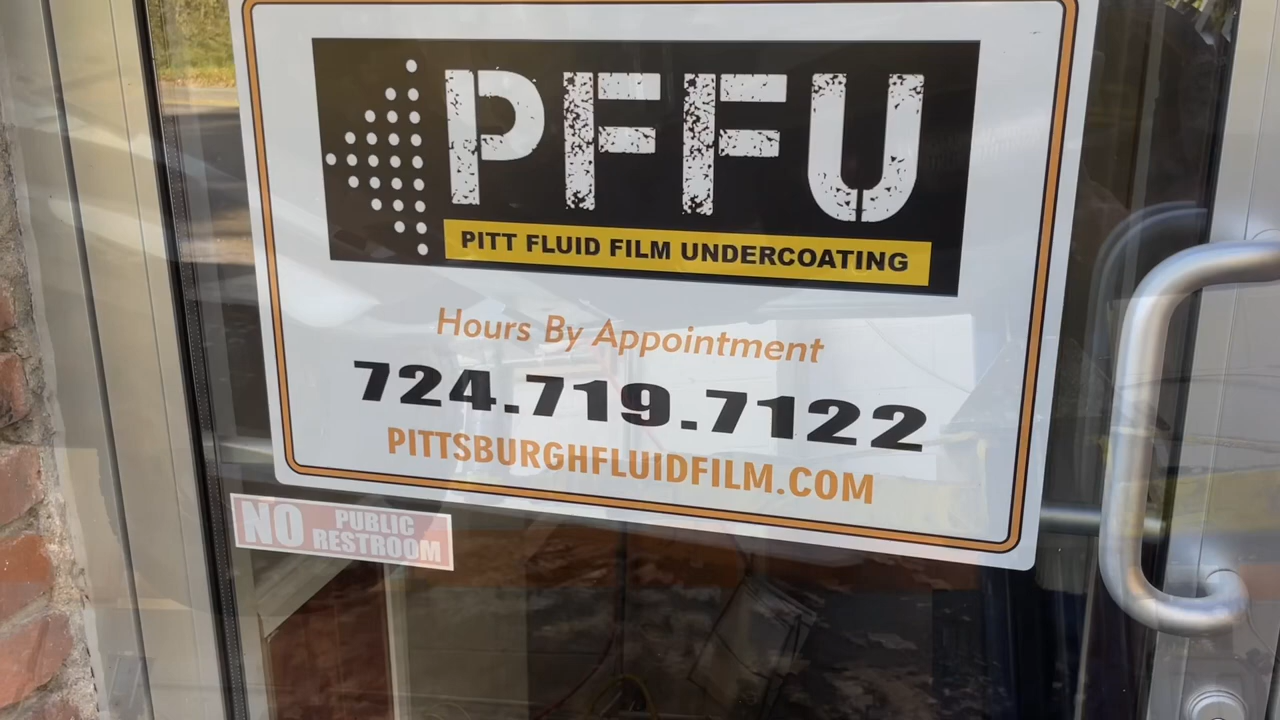 PFFU
PITT FLUID FILM UNDERCOATING
Hours By Appointment
724.719.7122
PITTSBURGHFLUIDFILM.COM
NO PUBLIC
RESTROOM